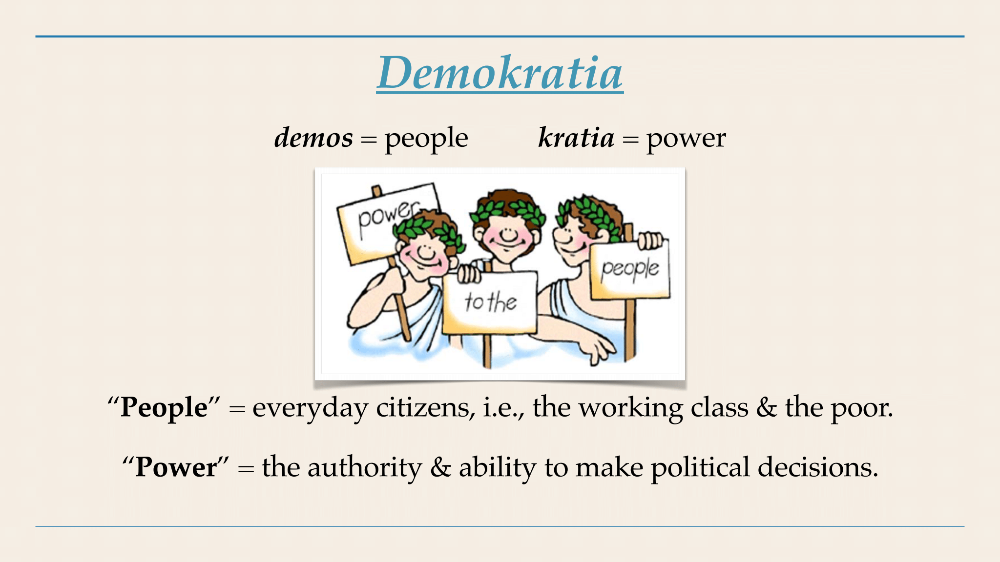 Demokratia
demos = people kratia = power
power
to the
people
“People” = everyday citizens, i.e., the working class & the poor.
“Power” = the authority & ability to make political decisions.